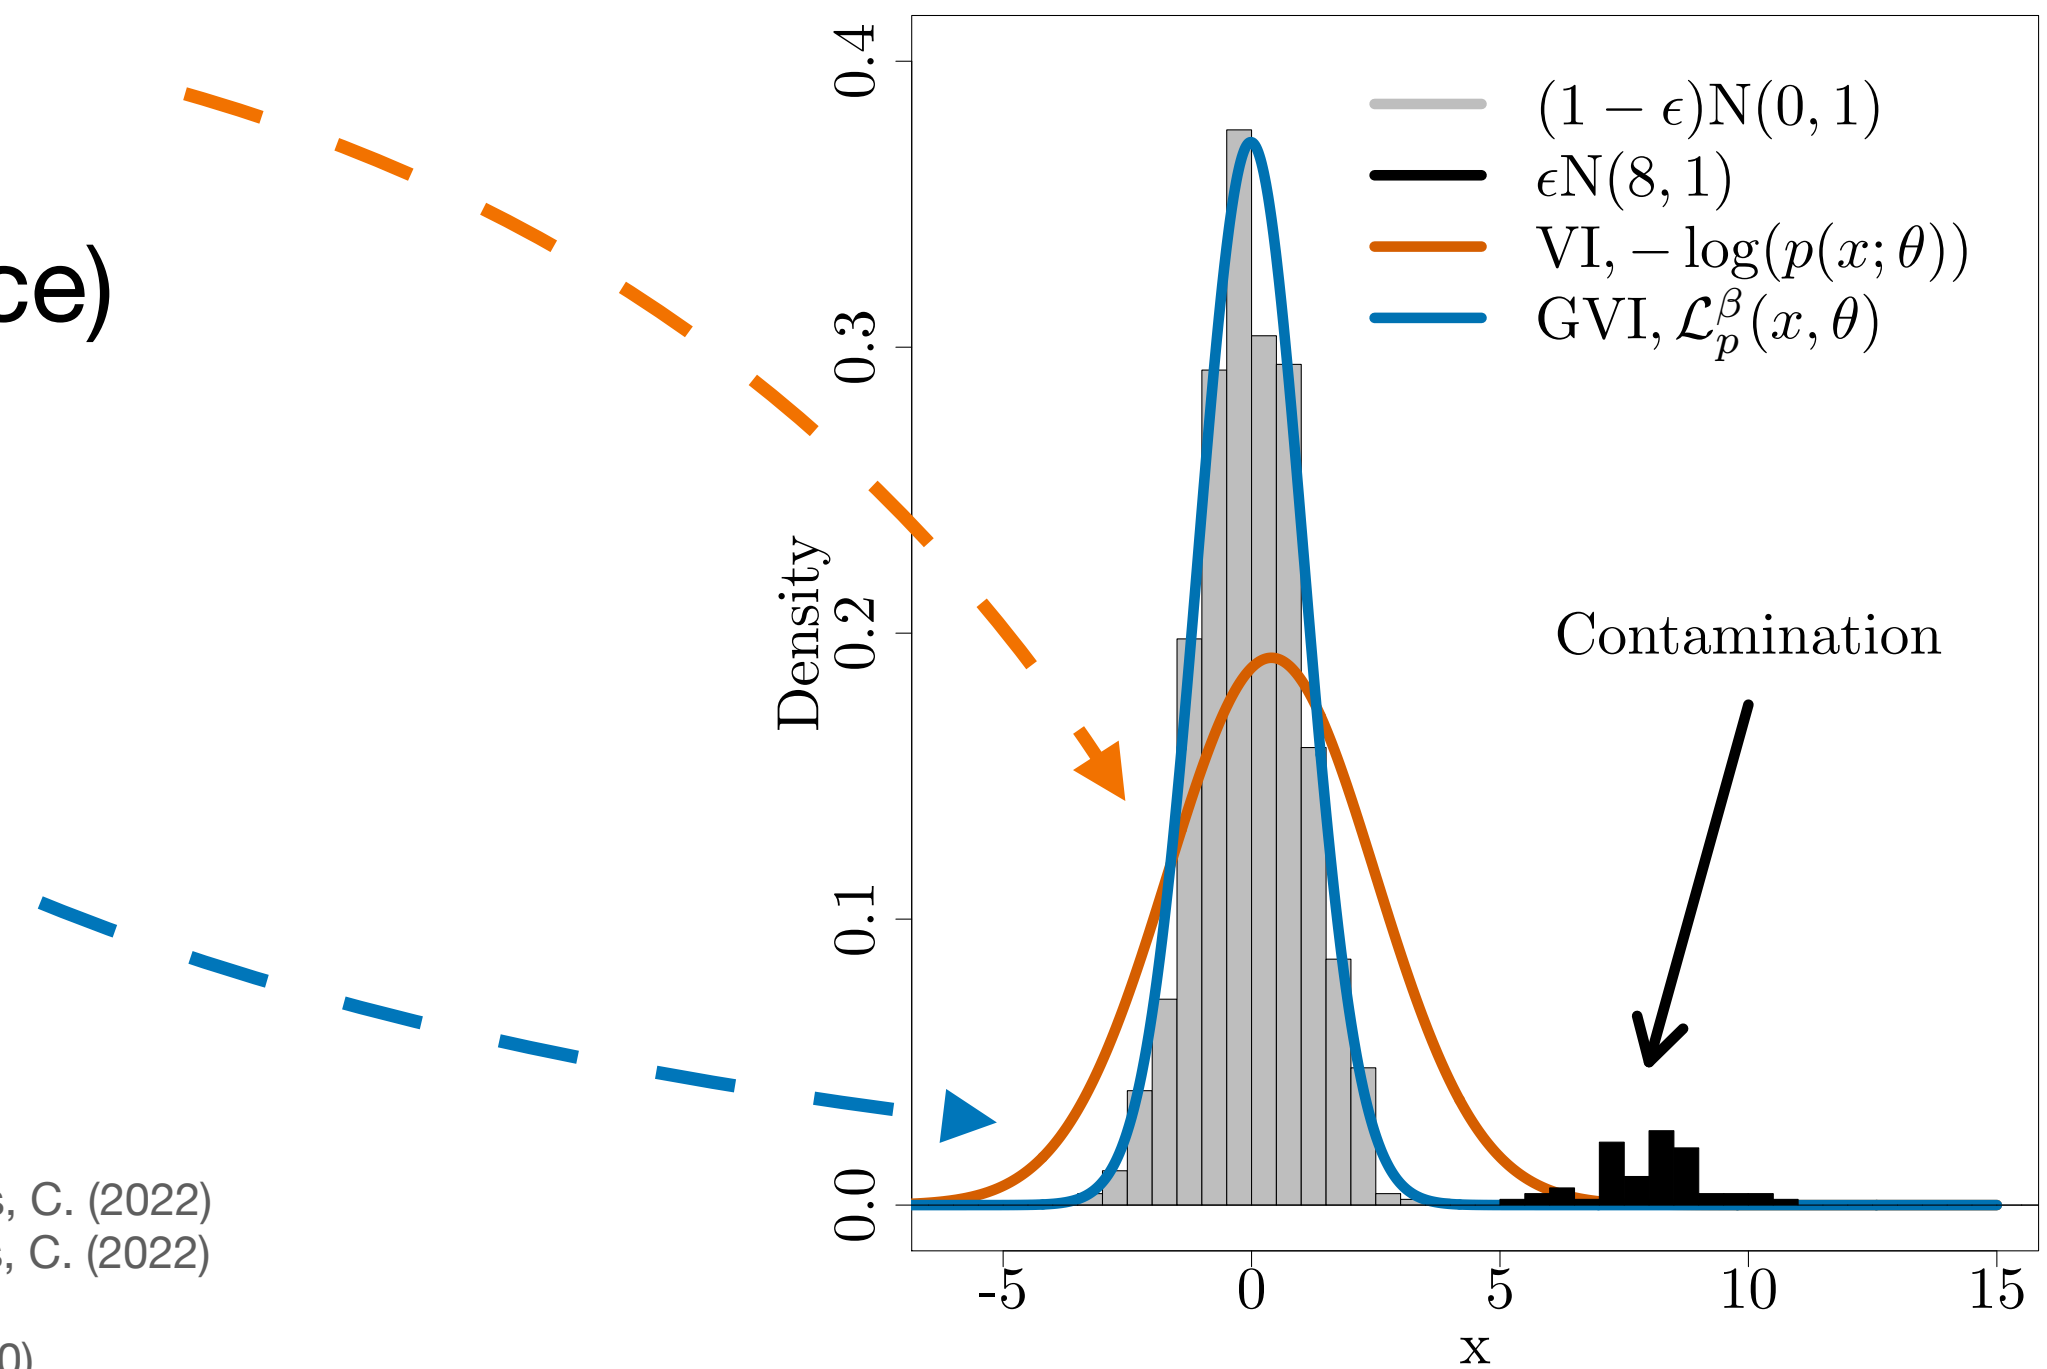 ce)
s, C. (2022)
s, C. (2022)
0)
(1 − ϵ)N(0, 1)
ϵN(8, 1)
VI, − log(p(x; θ))
GVI, ℒ_p^β(x, θ)
Contamination
Density
0.4
0.3
0.2
0.1
0.0
-5 0 5 10 15
x